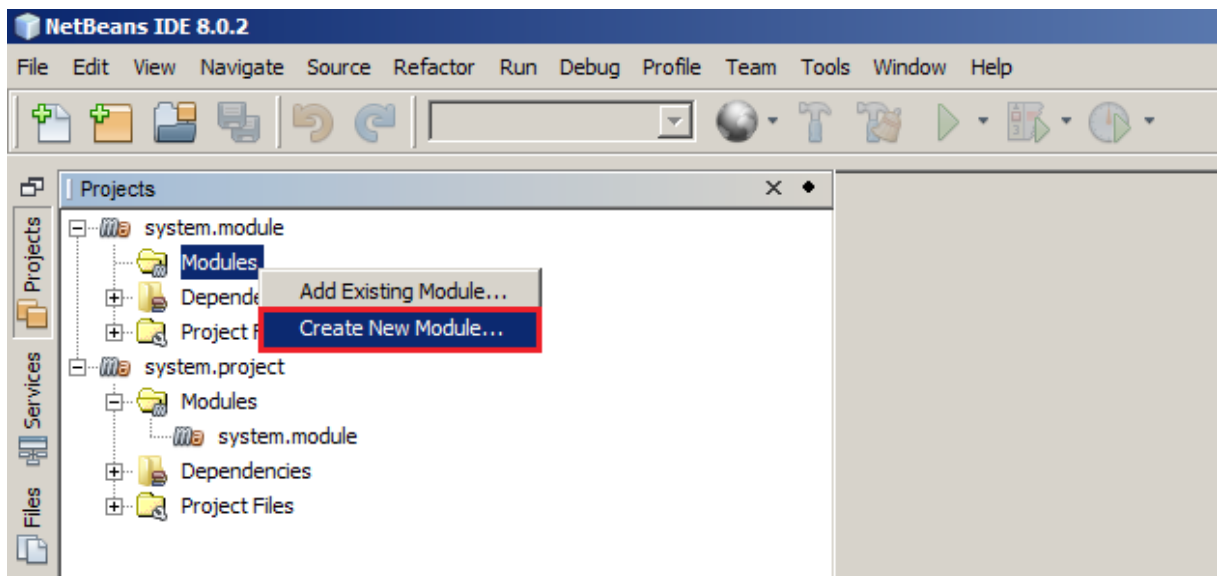 NetBeans IDE 8.0.2
File Edit View Navigate Source Refactor Run Debug Profile Team Tools Window Help
Projects
Projects
Services
Files
system.module
Modules
Add Existing Module...
Create New Module...
Depende
Project F
system.project
Modules
system.module
Dependencies
Project Files